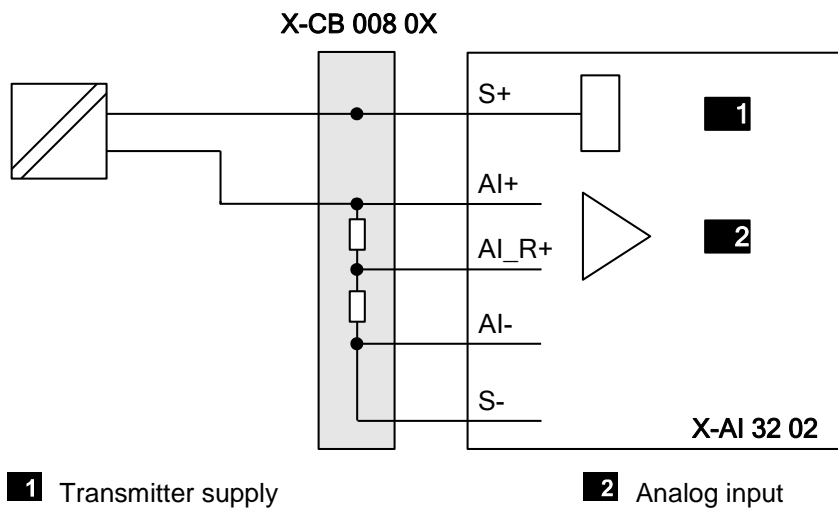 X-CB 008 0X
S+
1
AI+
AI_R+
2
AI-
S-
X-AI 32 02
1 Transmitter supply
2 Analog input